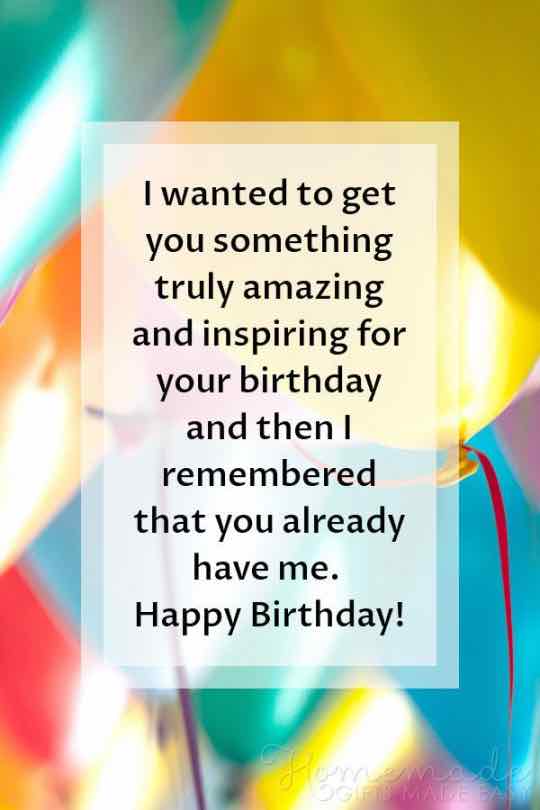 I wanted to get
you something
truly amazing
and inspiring for
your birthday
and then I
remembered
that you already
have me.
Happy Birthday!
Homemade
GIFTS MADE EASY